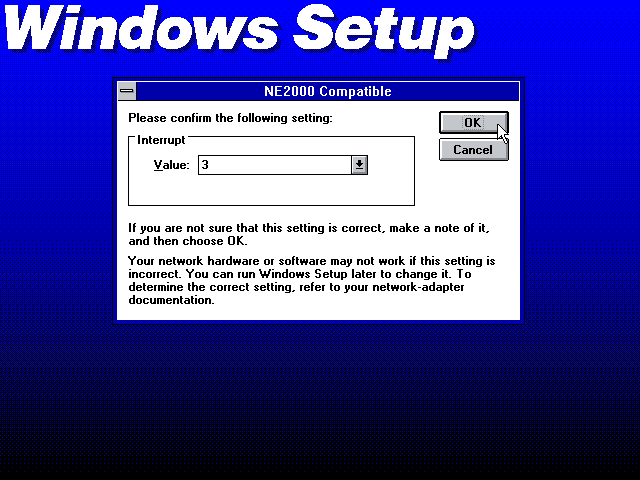 Windows Setup
NE2000 Compatible
Please confirm the following setting:
OK
Interrupt
Value: 3
Cancel
If you are not sure that this setting is correct, make a note of it,
and then choose OK.
Your network hardware or software may not work if this setting is
incorrect. You can run Windows Setup later to change it. To
determine the correct setting, refer to your network-adapter
documentation.